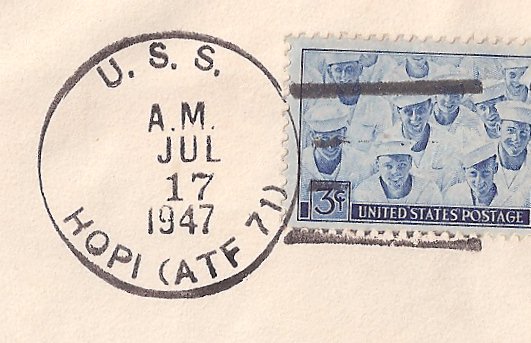 U. S. S.
A.M.
JUL
17
1947
HOPI (ATF 71)
3¢
UNITED STATES POSTAGE